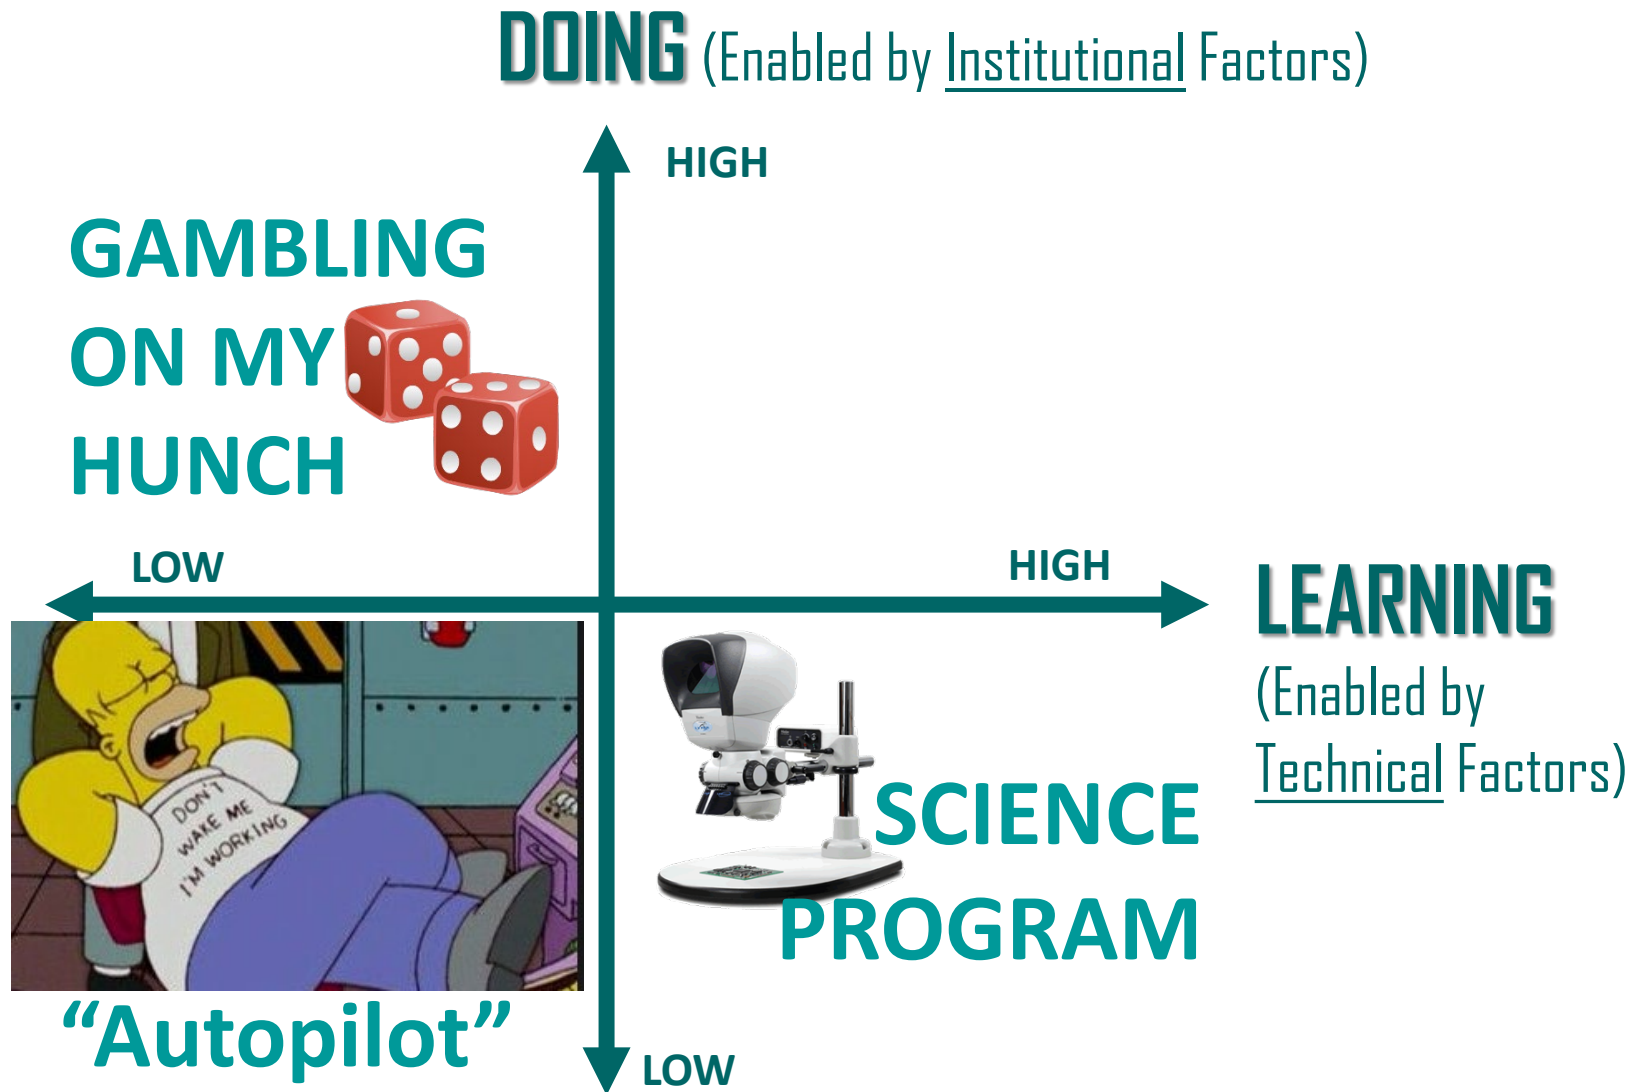 DOING (Enabled by Institutional Factors)
HIGH
GAMBLING
ON MY
HUNCH
LOW
HIGH
LEARNING
(Enabled by
Technical Factors)
DON'T
WAKE ME
I'M WORKING
SCIENCE
PROGRAM
“Autopilot”
LOW